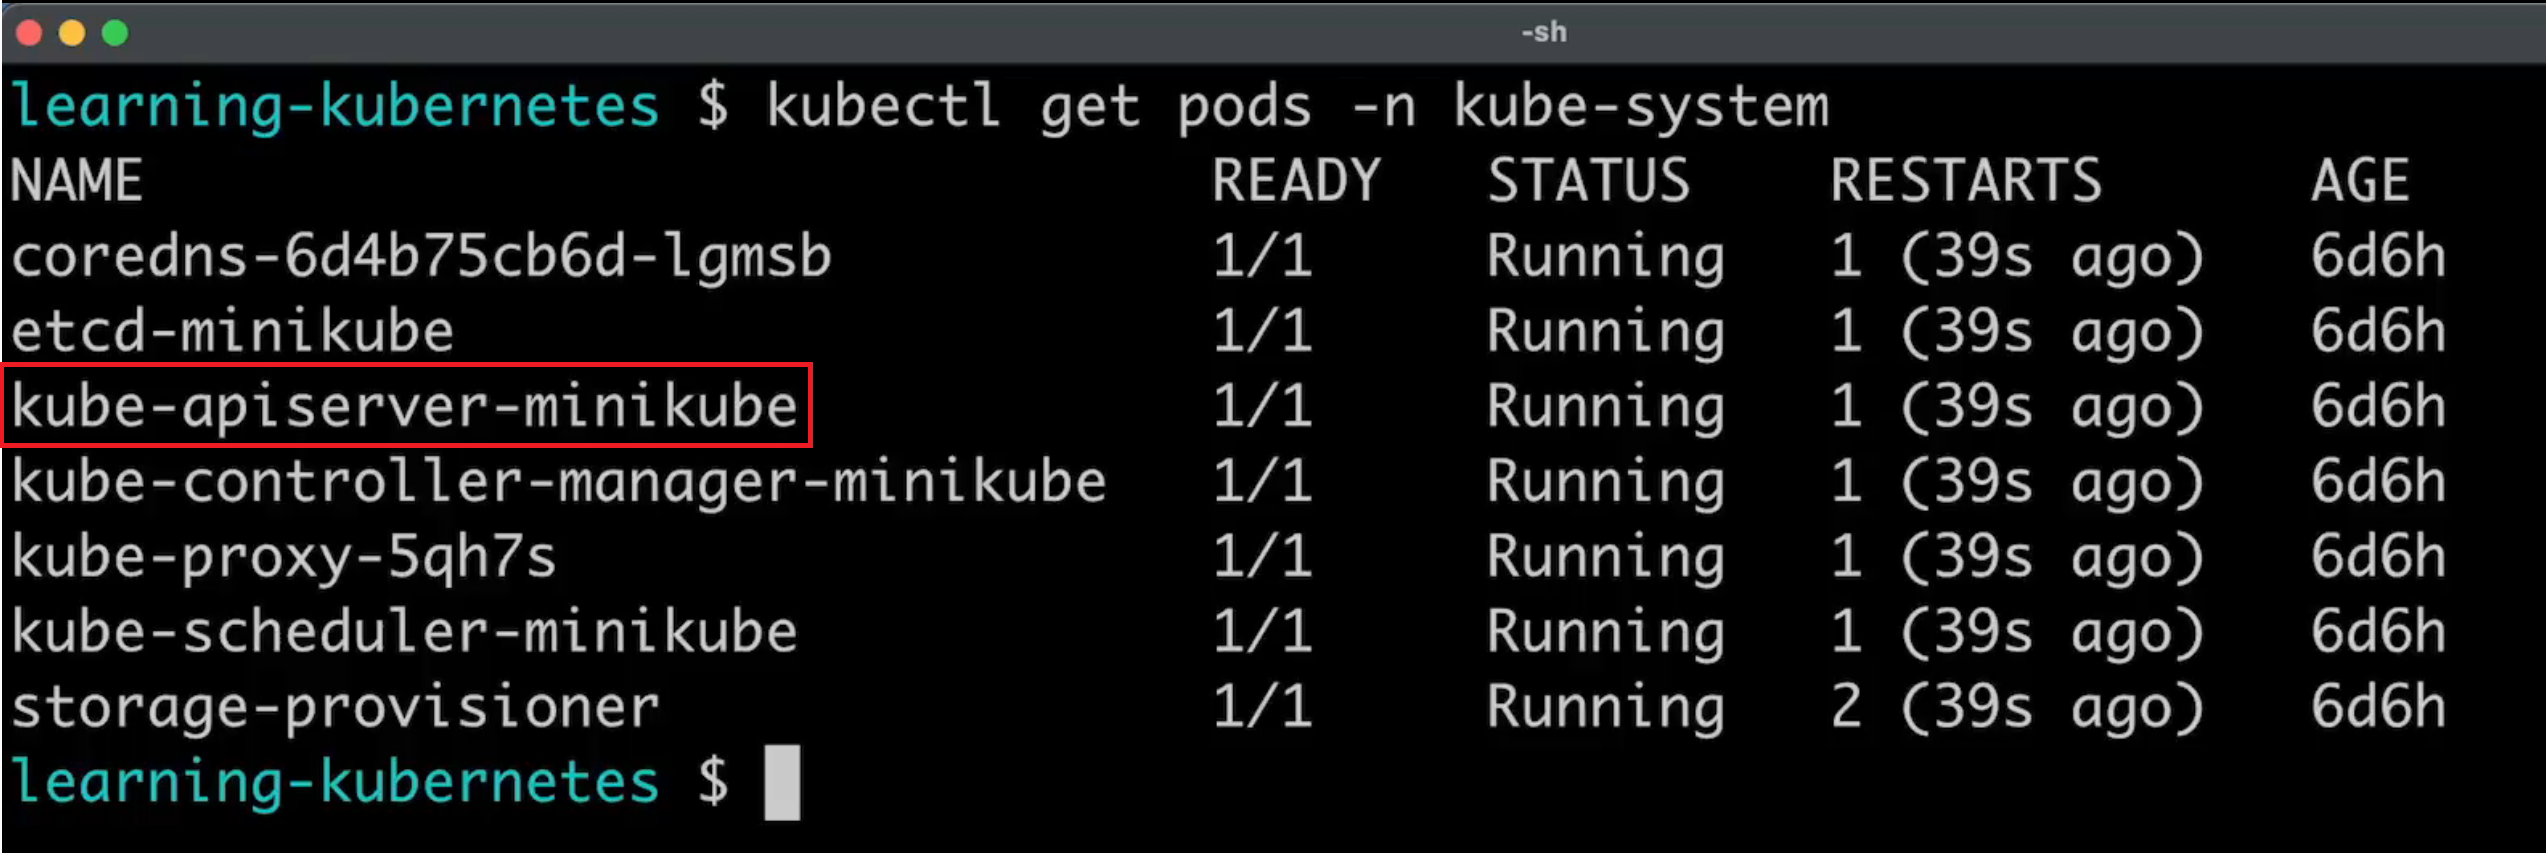 -sh
learning-kubernetes $ kubectl get pods -n kube-system
NAME READY STATUS RESTARTS AGE
coredns-6d4b75cb6d-lgmsb 1/1 Running 1 (39s ago) 6d6h
etcd-minikube 1/1 Running 1 (39s ago) 6d6h
kube-apiserver-minikube 1/1 Running 1 (39s ago) 6d6h
kube-controller-manager-minikube 1/1 Running 1 (39s ago) 6d6h
kube-proxy-5qh7s 1/1 Running 1 (39s ago) 6d6h
kube-scheduler-minikube 1/1 Running 1 (39s ago) 6d6h
storage-provisioner 1/1 Running 2 (39s ago) 6d6h
learning-kubernetes $